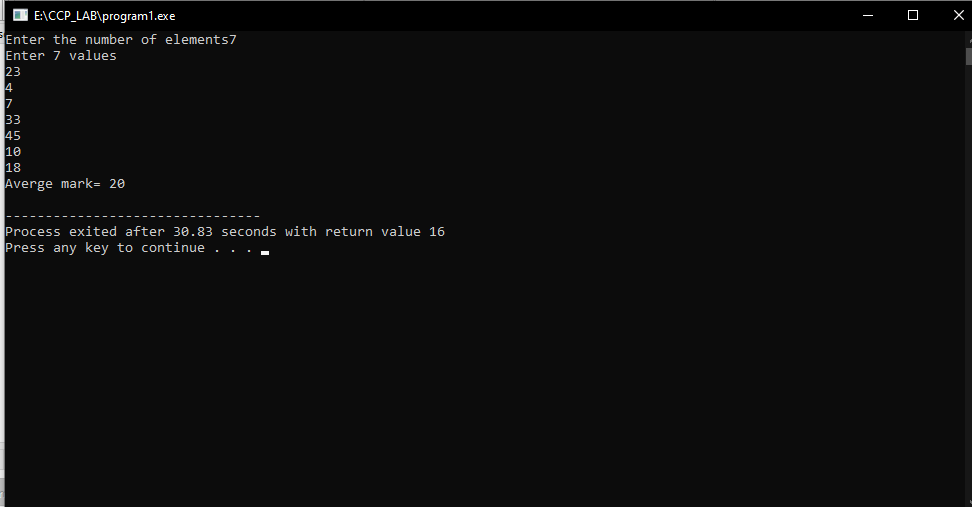 E:\CCP_LAB\program1.exe
Enter the number of elements7
Enter 7 values
23
4
7
33
45
10
18
Averge mark= 20
--------------------------------
Process exited after 30.83 seconds with return value 16
Press any key to continue . . .